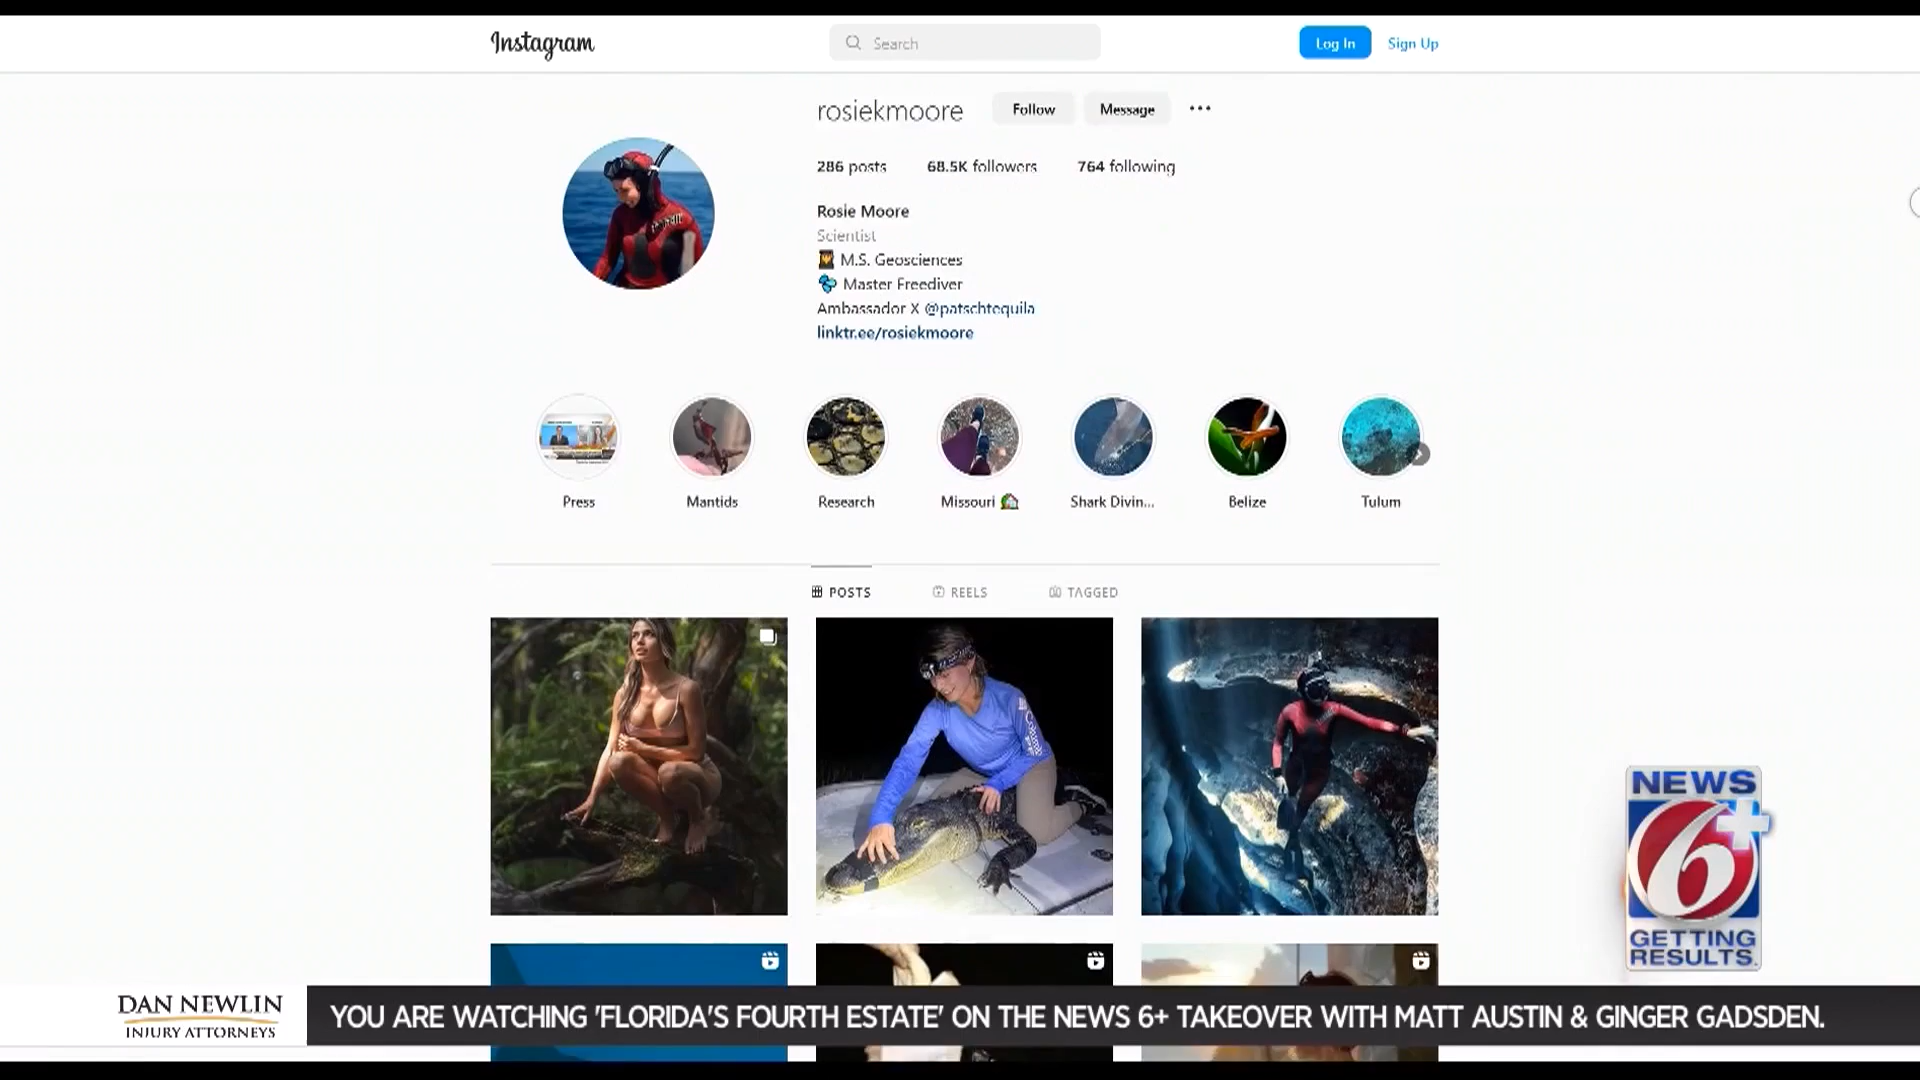 Instagram
Search
Log In
Sign Up
rosiekmoore
Follow
Message
286 posts
68.5K followers
764 following
Rosie Moore
Scientist
M.S. Geosciences
Master Freediver
Ambassador X @patschtequila
linktr.ee/rosiekmoore
Press
Mantids
Research
Missouri
Shark Divin...
Belize
Tulum
POSTS
REELS
TAGGED
NEWS
6+
GETTING
RESULTS.
DAN NEWLIN
INJURY ATTORNEYS
YOU ARE WATCHING 'FLORIDA'S FOURTH ESTATE' ON THE NEWS 6+ TAKEOVER WITH MATT AUSTIN & GINGER GADSDEN.